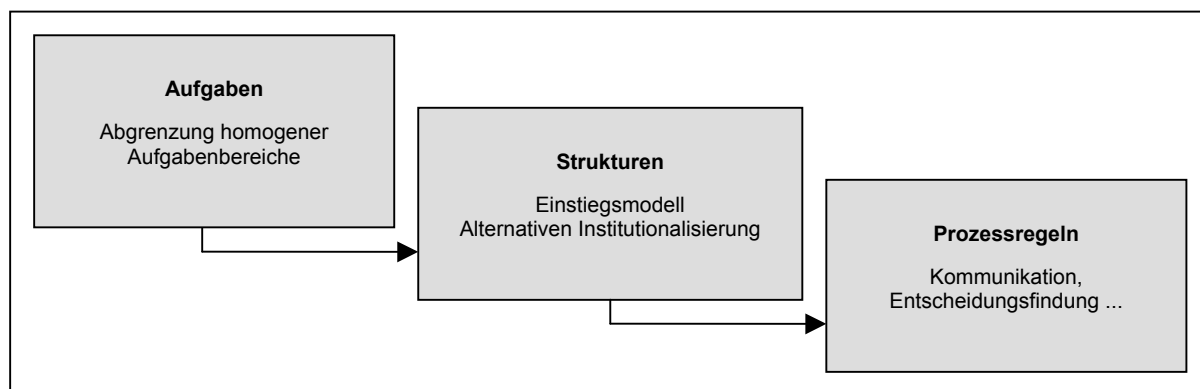 Aufgaben
Abgrenzung homogener
Aufgabenbereiche
Strukturen
Einstiegsmodell
Alternativen Institutionalisierung
Prozessregeln
Kommunikation,
Entscheidungsfindung ...